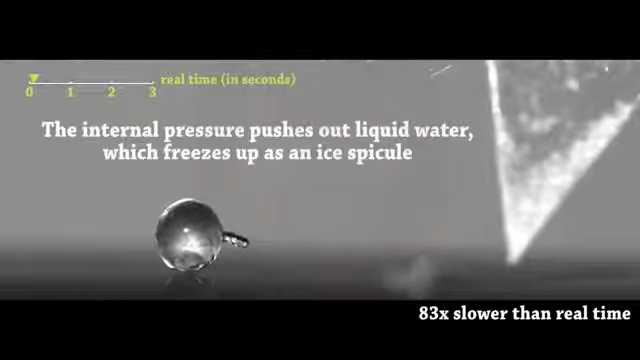 real time (in seconds)
0 1 2 3
The internal pressure pushes out liquid water,
which freezes up as an ice spicule
83x slower than real time